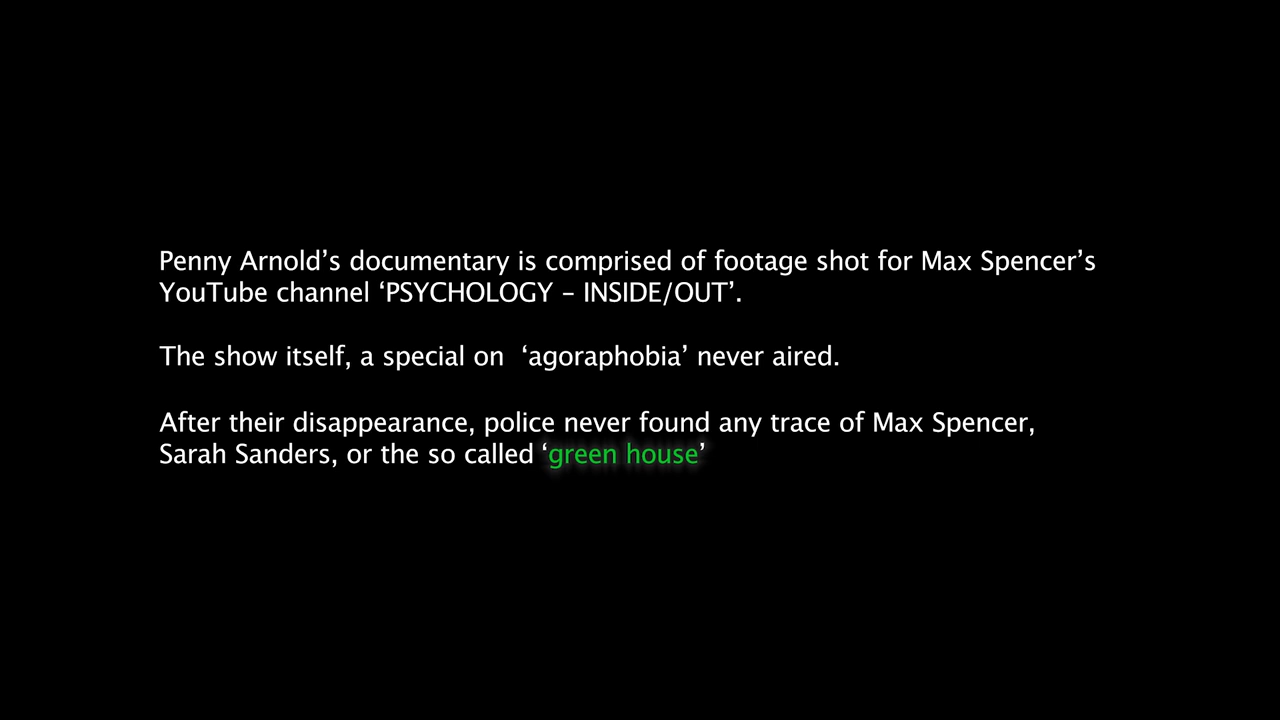 Penny Arnold’s documentary is comprised of footage shot for Max Spencer’s
YouTube channel ‘PSYCHOLOGY – INSIDE/OUT’.
The show itself, a special on  ‘agoraphobia’ never aired.
After their disappearance, police never found any trace of Max Spencer,
Sarah Sanders, or the so called ‘green house’